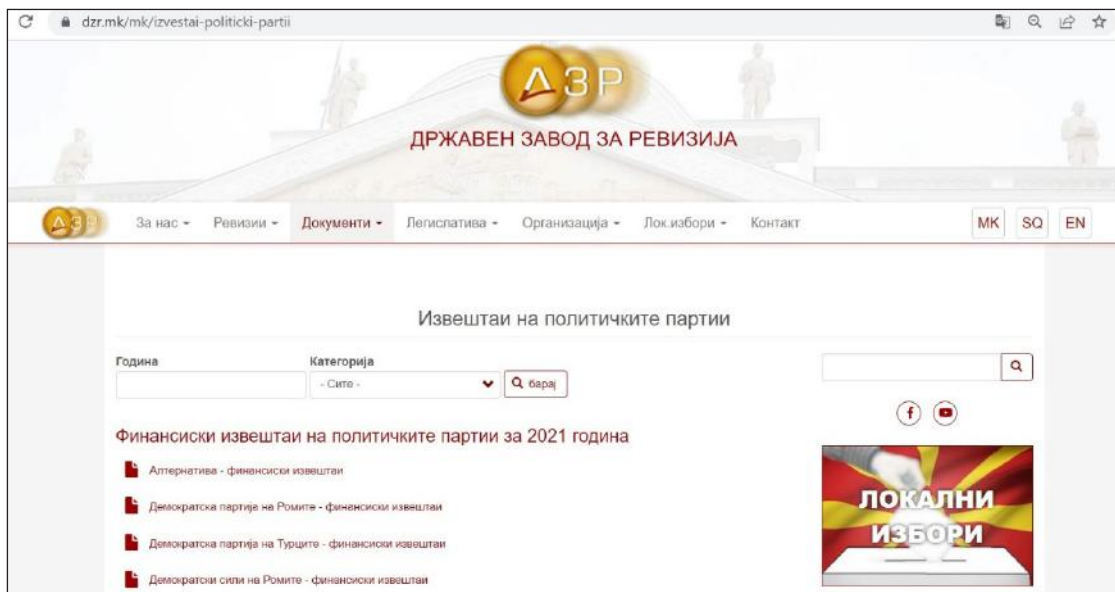 dzr.mk/mk/izvestai-politicki-partii
ДЗР
ДРЖАВЕН ЗАВОД ЗА РЕВИЗИЈА
ДЗР За нас Ревизии Документи Легислатива Организација Лок.избори Контакт MK SQ EN
Извештаи на политичките партии
Година Категорија
- Сите - барај
Финансиски извештаи на политичките партии за 2021 година
Алтернатива - финансиски извештаи
Демократска партија на Ромите - финансиски извештаи
Демократска партија на Турците - финансиски извештаи
Демократски сили на Ромите - финансиски извештаи
ЛОКАЛНИ
ИЗБОРИ